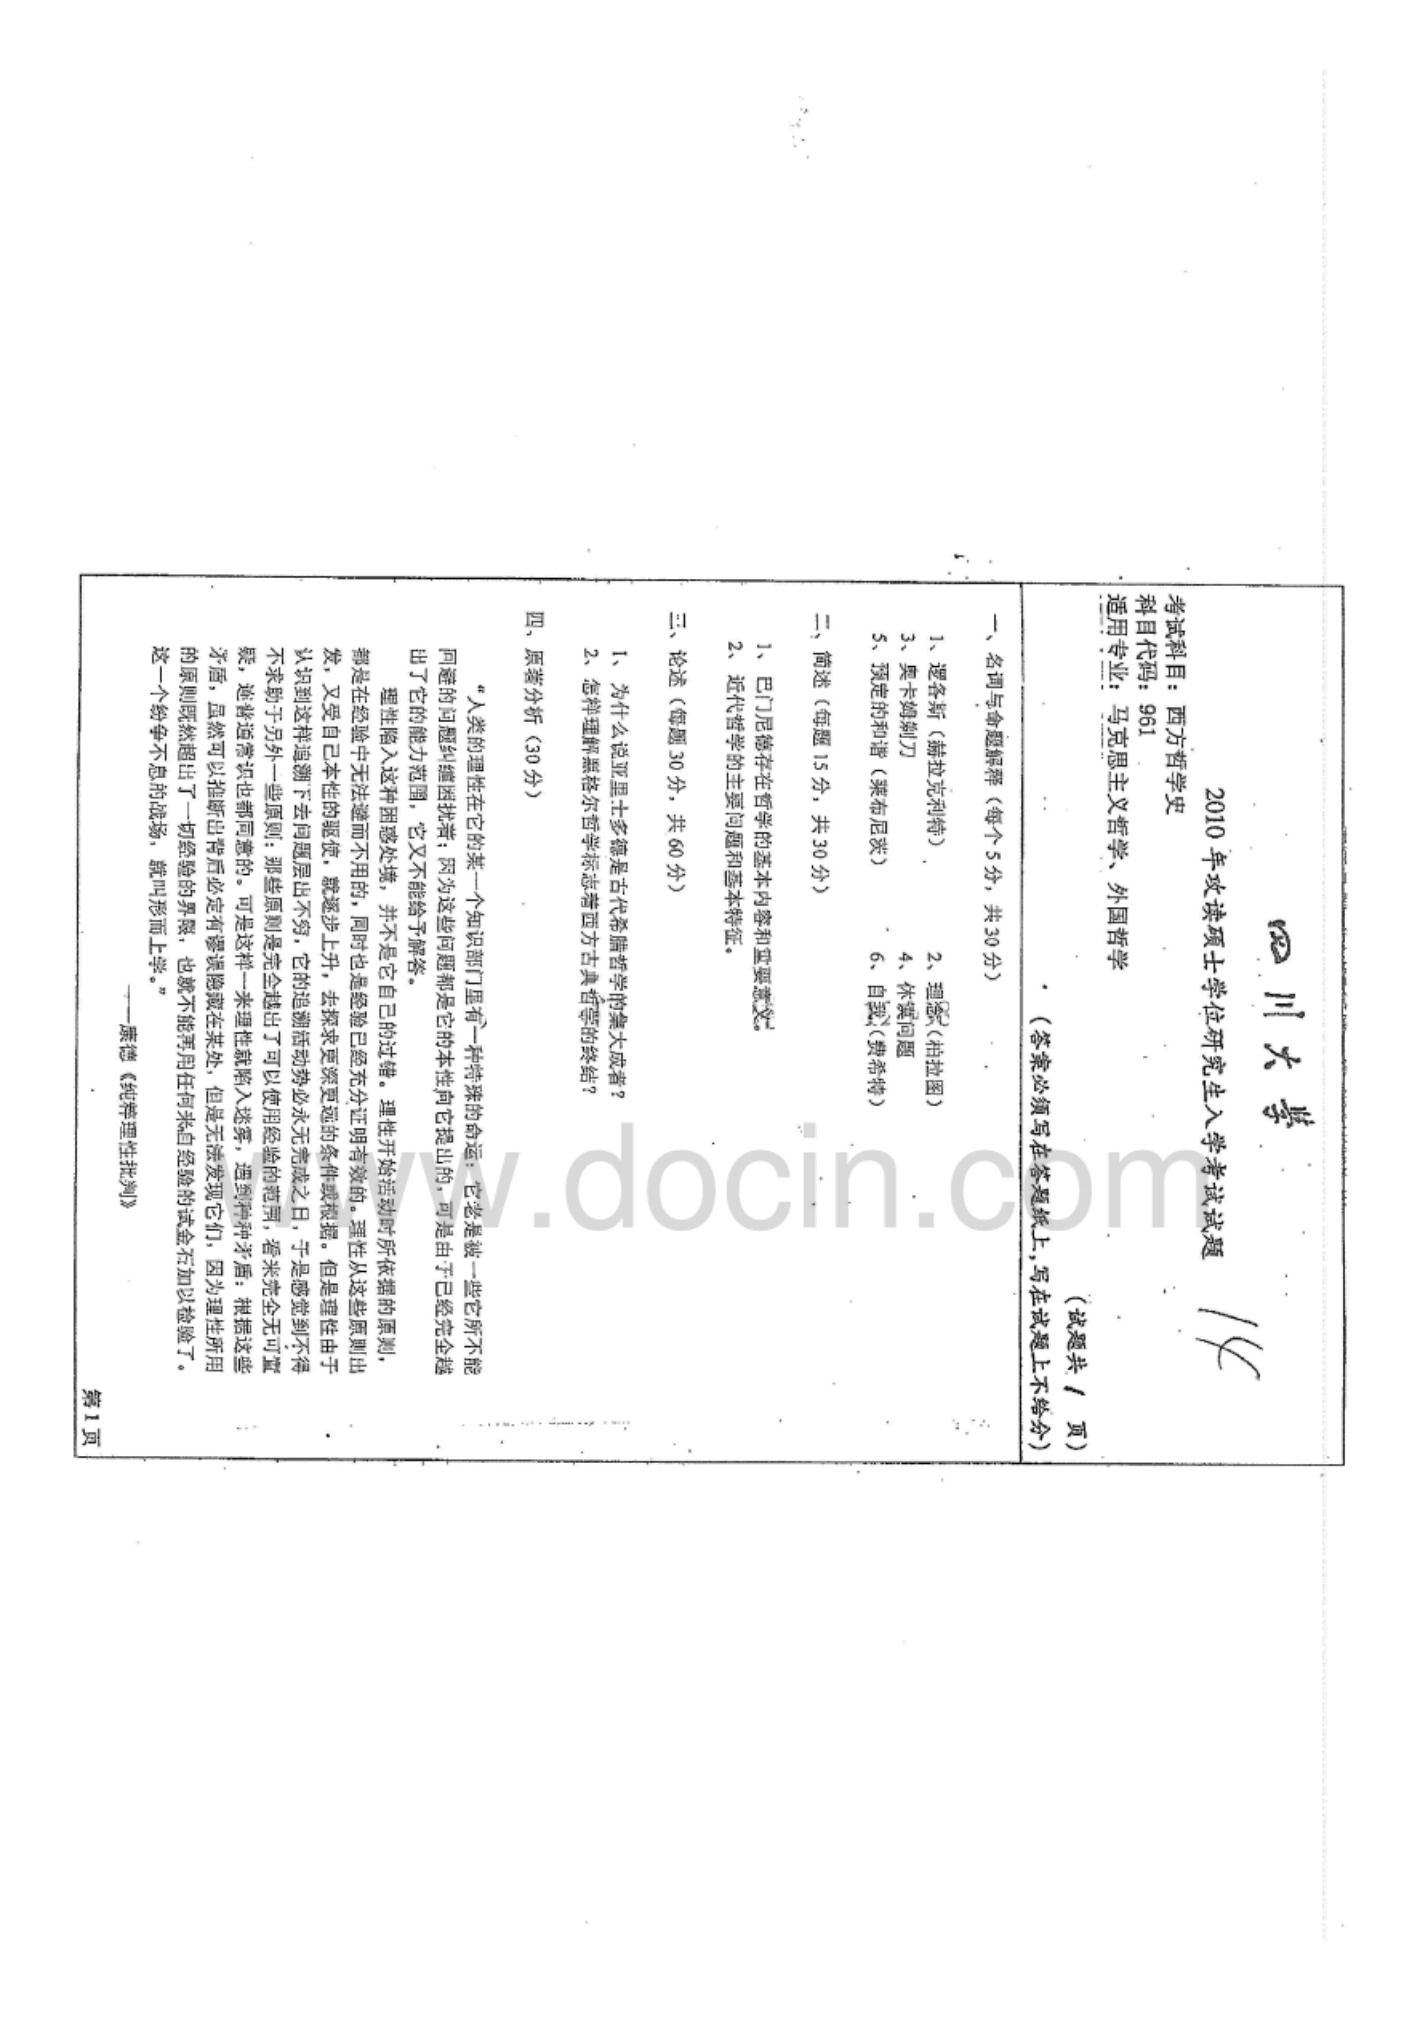 四川大学
2010 年攻读硕士学位研究生入学考试试题
14
考试科目：西方哲学史
科目代码：961
适用专业：马克思主义哲学、外国哲学
（试题共 1 页）
（答案必须写在答题纸上，写在试题上不给分）
一、名词与命题解释（每个 5 分，共 30 分）
1、逻各斯（赫拉克利特） 2、理念（柏拉图）
3、奥卡姆剃刀 4、休谟问题
5、预定的和谐（莱布尼茨） 6、自我（费希特）
二、简述（每题 15 分，共 30 分）
1、巴门尼德存在哲学的基本内容和重要意义。
2、近代哲学的主要问题和基本特征。
三、论述（每题 30 分，共 60 分）
1、为什么说亚里士多德是古代希腊哲学的集大成者？
2、怎样理解黑格尔哲学标志着西方古典哲学的终结？
四、原著分析（30 分）
“人类的理性在它的某一个知识部门里有一种特殊的命运：它老是被一些它所不能
回避的问题纠缠困扰着；因为这些问题都是它的本性向它提出的，可是由于已经完全越
出了它的能力范围，它又不能给予解答。
理性陷入这种困惑处境，并不是它自己的过错。理性开始活动时所依据的原则，
都是在经验中无法避而不用的，同时也是经验已经充分证明有效的。理性从这些原则出
发，又受自己本性的驱使，就逐步上升，去探求更深更远的条件或根据。但是理性由于
认识到这样追溯下去问题层出不穷，它的追溯活动势必永无完成之日，于是感觉到不得
不求助于另外一些原则；那些原则是完全越出了可以使用经验的范围，看来完全无可置
疑，连普通常识也都同意的。可是这样一来理性就陷入迷雾，遇到种种矛盾；根据这些
矛盾，虽然可以推断出背后必定有谬误隐藏在某处，但是无法发现它们，因为理性所用
的原则既然超出了一切经验的界限，也就不能再用任何来自经验的试金石加以检验了。
这一个纷争不息的战场，就叫形而上学。”
——康德《纯粹理性批判》
第 1 页
www.docin.com